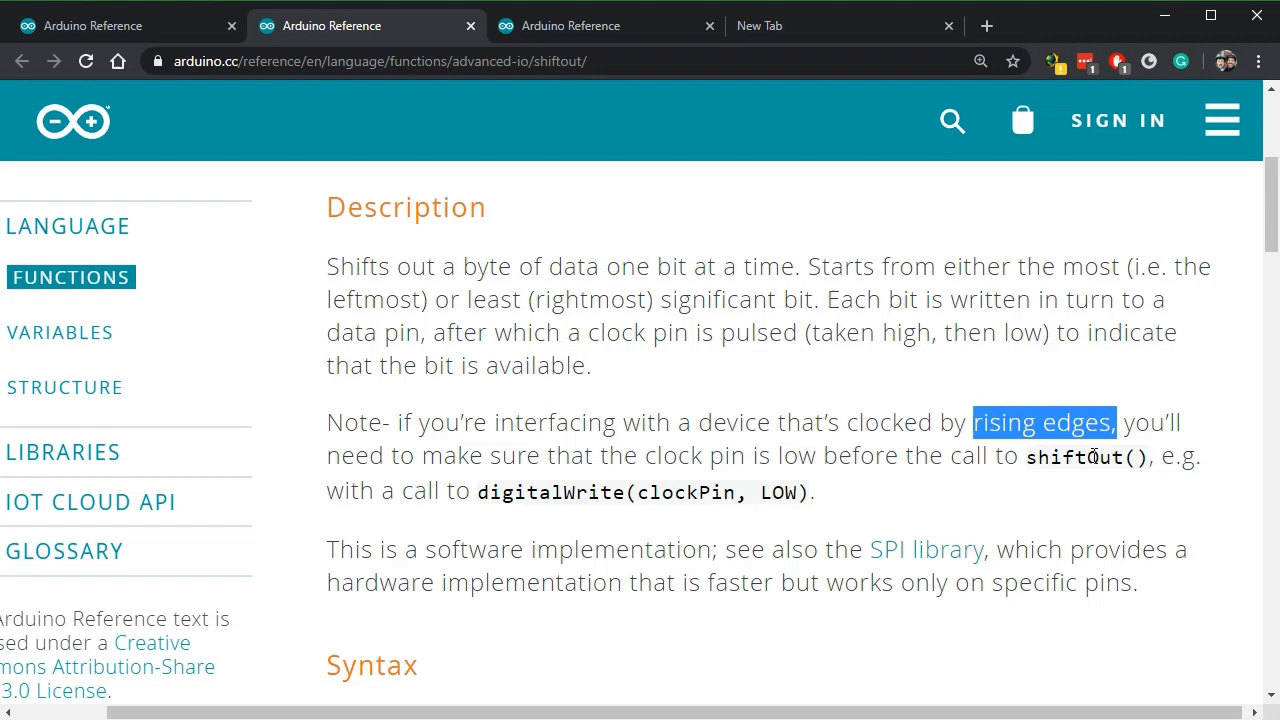 Arduino Reference
Arduino Reference
Arduino Reference
New Tab
arduino.cc/reference/en/language/functions/advanced-io/shiftout/
1
1
SIGN IN
LANGUAGE
FUNCTIONS
VARIABLES
STRUCTURE
LIBRARIES
IOT CLOUD API
GLOSSARY
Arduino Reference text is
sed under a Creative
mons Attribution-Share
3.0 License.
Description
Shifts out a byte of data one bit at a time. Starts from either the most (i.e. the
leftmost) or least (rightmost) significant bit. Each bit is written in turn to a
data pin, after which a clock pin is pulsed (taken high, then low) to indicate
that the bit is available.
Note- if you’re interfacing with a device that’s clocked by rising edges, you’ll
need to make sure that the clock pin is low before the call to shiftOut(), e.g.
with a call to digitalWrite(clockPin, LOW).
This is a software implementation; see also the SPI library, which provides a
hardware implementation that is faster but works only on specific pins.
Syntax